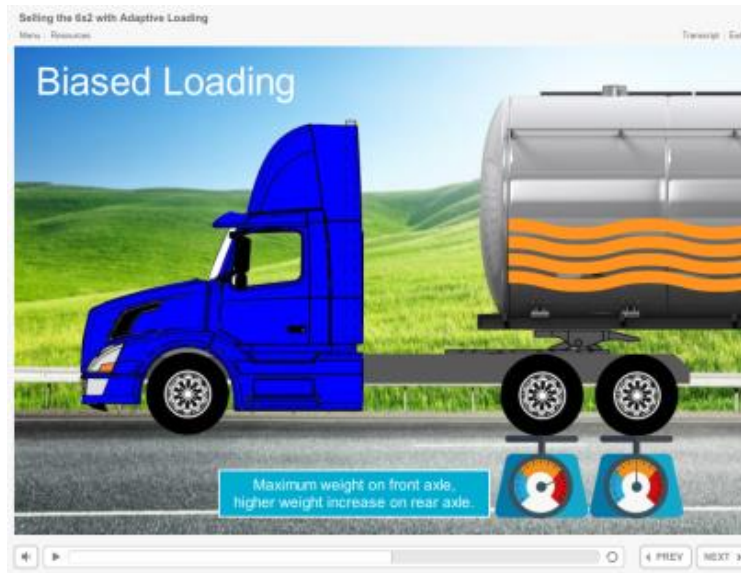 Selling the 6x2 with Adaptive Loading
Menu Resources
Transcript
Biased Loading
Maximum weight on front axle,
higher weight increase on rear axle.
PREV
NEXT